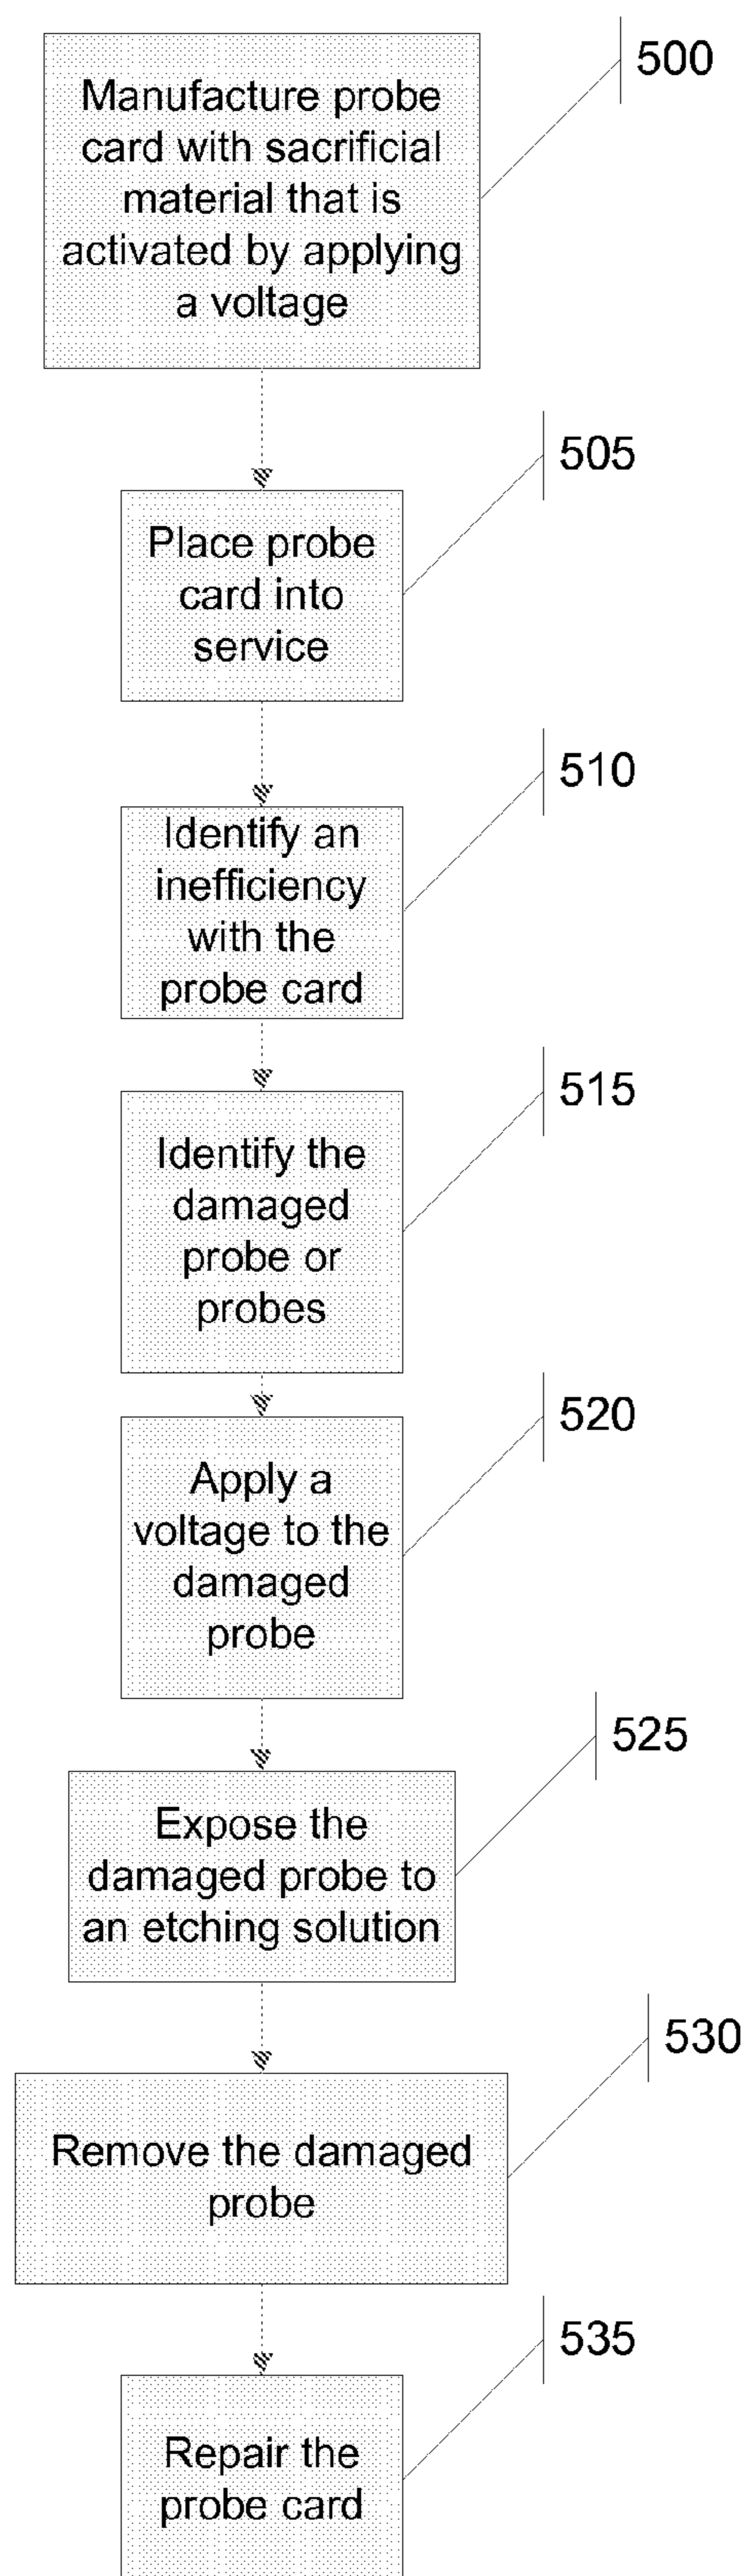 500
Manufacture probe
card with sacrificial
material that is
activated by applying
a voltage
505
Place probe
card into
service
510
Identify an
inefficiency
with the
probe card
515
Identify the
damaged
probe or
probes
520
Apply a
voltage to the
damaged
probe
525
Expose the
damaged probe to
an etching solution
530
Remove the damaged
probe
535
Repair the
probe card